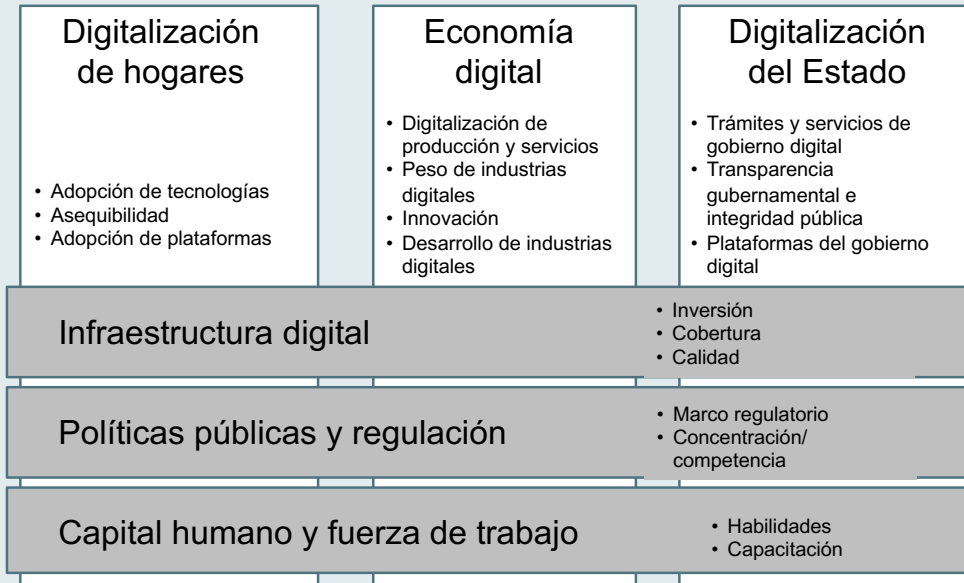 Digitalización
de hogares
• Adopción de tecnologías
• Asequibilidad
• Adopción de plataformas
Economía
digital
• Digitalización de
producción y servicios
• Peso de industrias
digitales
• Innovación
• Desarrollo de industrias
digitales
Digitalización
del Estado
• Trámites y servicios de
gobierno digital
• Transparencia
gubernamental e
integridad pública
• Plataformas del gobierno
digital
Infraestructura digital
• Inversión
• Cobertura
• Calidad
Políticas públicas y regulación
• Marco regulatorio
• Concentración/
competencia
Capital humano y fuerza de trabajo
• Habilidades
• Capacitación